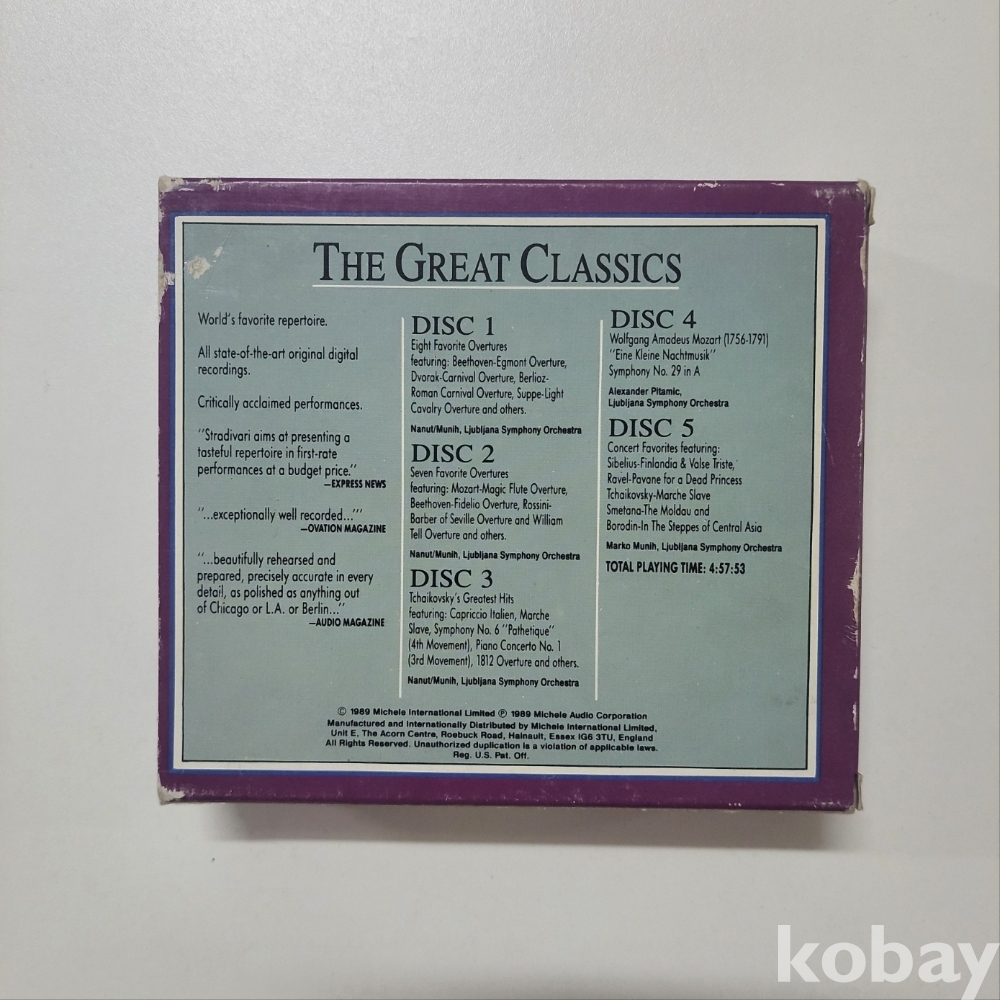 THE GREAT CLASSICS
World's favorite repertoire.
All state-of-the-art original digital
recordings.
Critically acclaimed performances.
"Stradivari aims at presenting a
tasteful repertoire in first-rate
performances at a budget price."
—EXPRESS NEWS
"...exceptionally well recorded..."'
—OVATION MAGAZINE
"...beautifully rehearsed and
prepared, precisely accurate in every
detail, as polished as anything out
of Chicago or L.A. or Berlin..."
—AUDIO MAGAZINE
DISC 1
Eight Favorite Overtures
featuring: Beethoven-Egmont Overture,
Dvorak-Carnival Overture, Berlioz-
Roman Carnival Overture, Suppe-Light
Cavalry Overture and others.
Nanut/Munih, Ljubljana Symphony Orchestra
DISC 2
Seven Favorite Overtures
featuring: Mozart-Magic Flute Overture,
Beethoven-Fidelio Overture, Rossini-
Barber of Seville Overture and William
Tell Overture and others.
Nanut/Munih, Ljubljana Symphony Orchestra
DISC 3
Tchaikovsky's Greatest Hits
featuring: Capriccio Italien, Marche
Slave, Symphony No. 6 "Pathetique"
(4th Movement), Piano Concerto No. 1
(3rd Movement), 1812 Overture and others.
Nanut/Munih, Ljubljana Symphony Orchestra
DISC 4
Wolfgang Amadeus Mozart (1756-1791)
"Eine Kleine Nachtmusik"
Symphony No. 29 in A
Alexander Pitamic,
Ljubljana Symphony Orchestra
DISC 5
Concert Favorites featuring:
Sibelius-Finlandia & Valse Triste,
Ravel-Pavane for a Dead Princess
Tchaikovsky-Marche Slave
Smetana-The Moldau and
Borodin-In The Steppes of Central Asia
Marko Munih, Ljubljana Symphony Orchestra
TOTAL PLAYING TIME: 4:57:53
© 1989 Michele International Limited ℗ 1989 Michele Audio Corporation
Manufactured and Internationally Distributed by Michele International Limited,
Unit E, The Acorn Centre, Roebuck Road, Hainault, Essex IG6 3TU, England
All Rights Reserved. Unauthorized duplication is a violation of applicable laws.
Reg. U.S. Pat. Off.
kobay